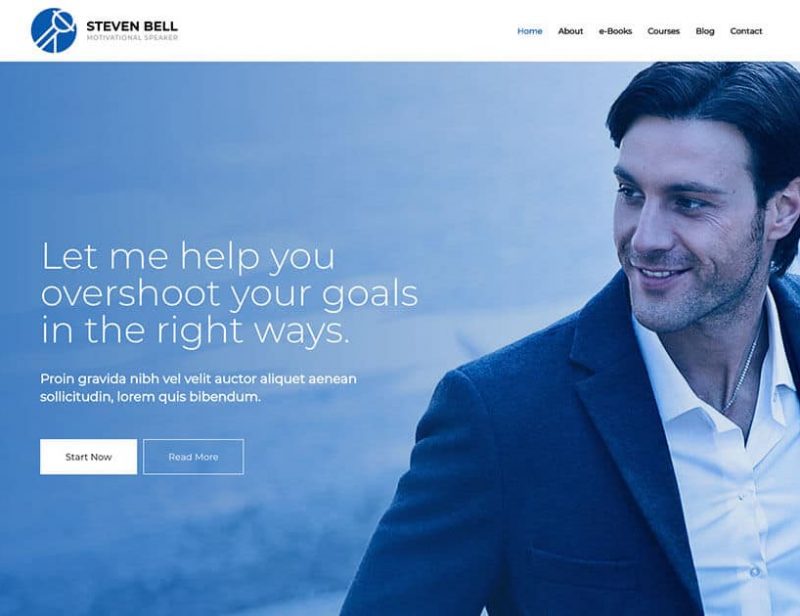 STEVEN BELL
MOTIVATIONAL SPEAKER
Home About e-Books Courses Blog Contact
Let me help you
overshoot your goals
in the right ways.
Proin gravida nibh vel velit auctor aliquet aenean
sollicitudin, lorem quis bibendum.
Start Now Read More